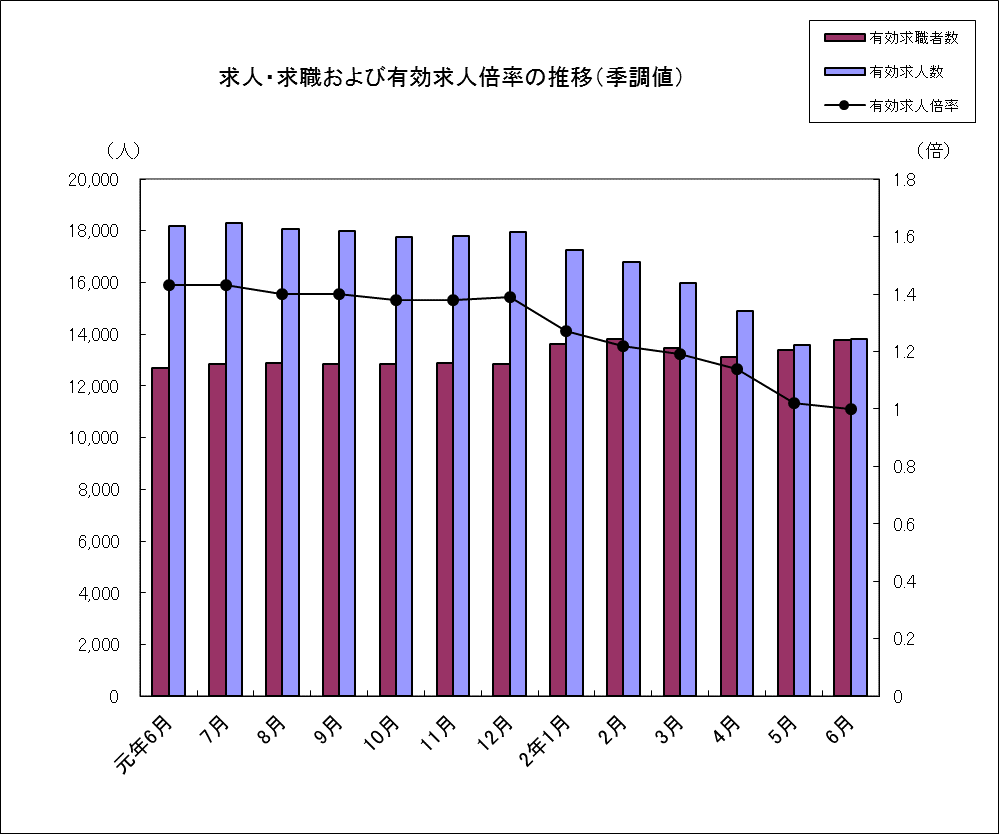 有効求職者数
有効求人数
有効求人倍率
求人・求職および有効求人倍率の推移（季調値）
（人）
（倍）
20,000
18,000
16,000
14,000
12,000
10,000
8,000
6,000
4,000
2,000
0
1.8
1.6
1.4
1.2
1
0.8
0.6
0.4
0.2
0
元年6月
7月
8月
9月
10月
11月
12月
2年1月
2月
3月
4月
5月
6月